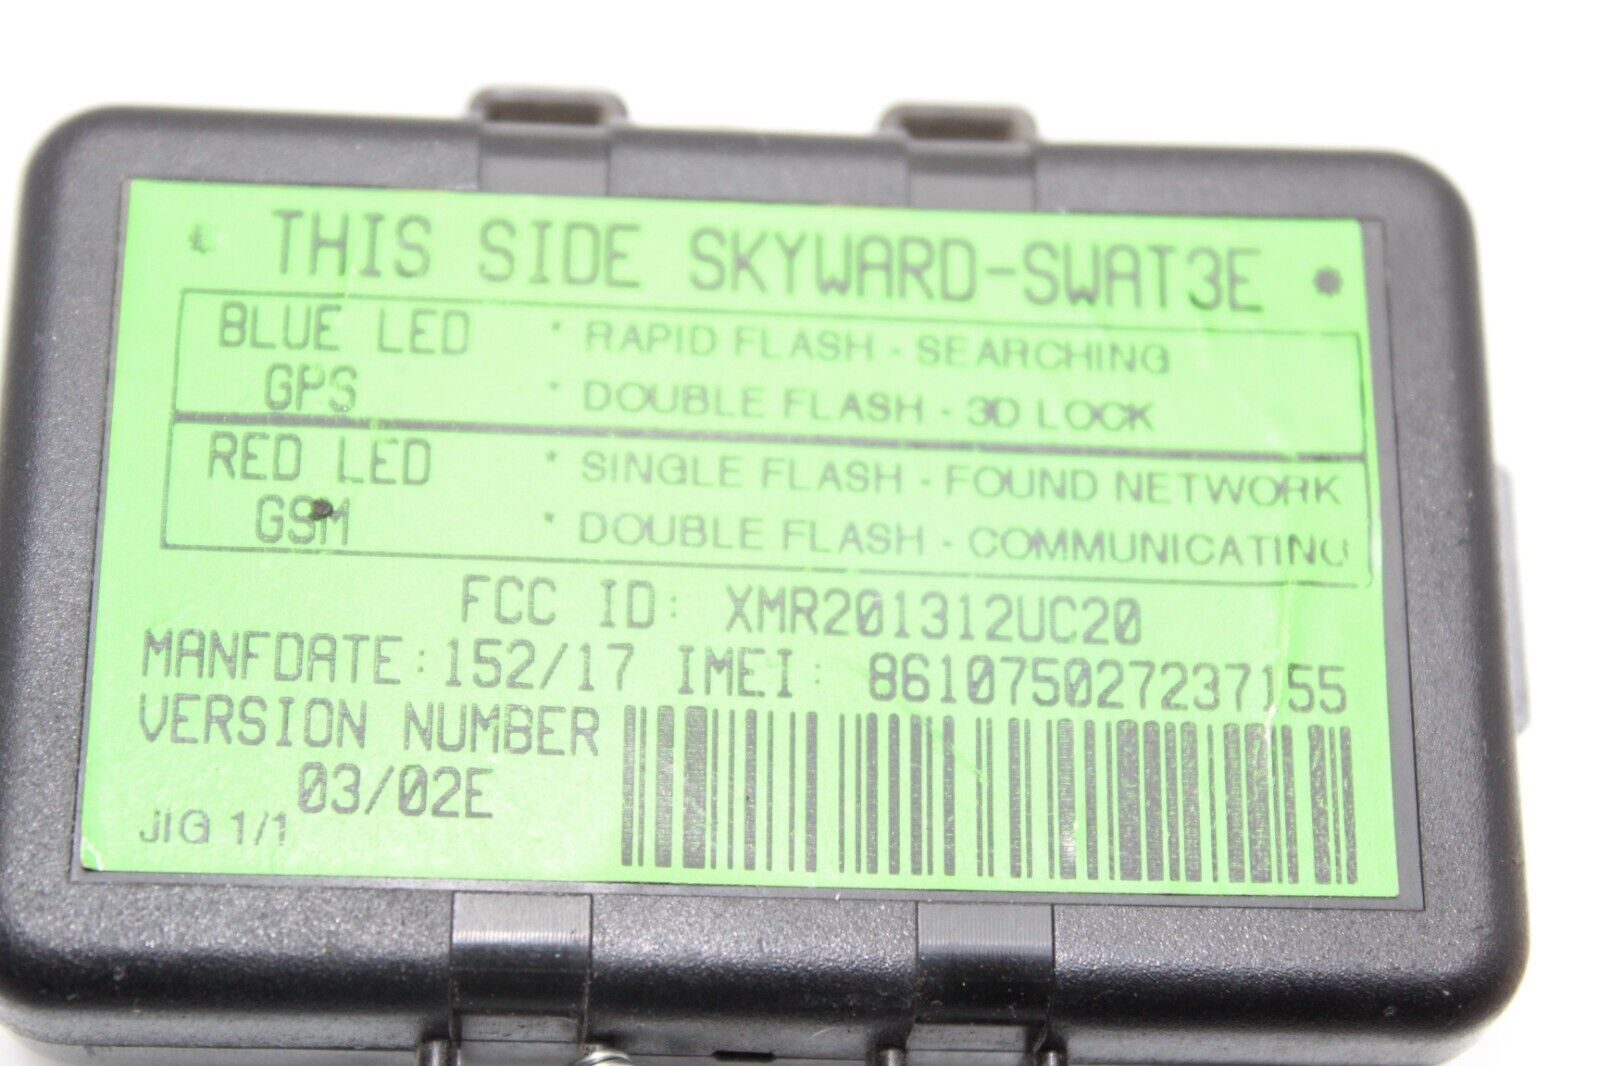 THIS SIDE SKYWARD-SWAT3E
BLUE LED * RAPID FLASH - SEARCHING
GPS * DOUBLE FLASH - 3D LOCK
RED LED * SINGLE FLASH - FOUND NETWORK
GSM * DOUBLE FLASH - COMMUNICATING
FCC ID: XMR201312UC20
MANFDATE:152/17 IMEI: 861075027237155
VERSION NUMBER
03/02E
JIG 1/1